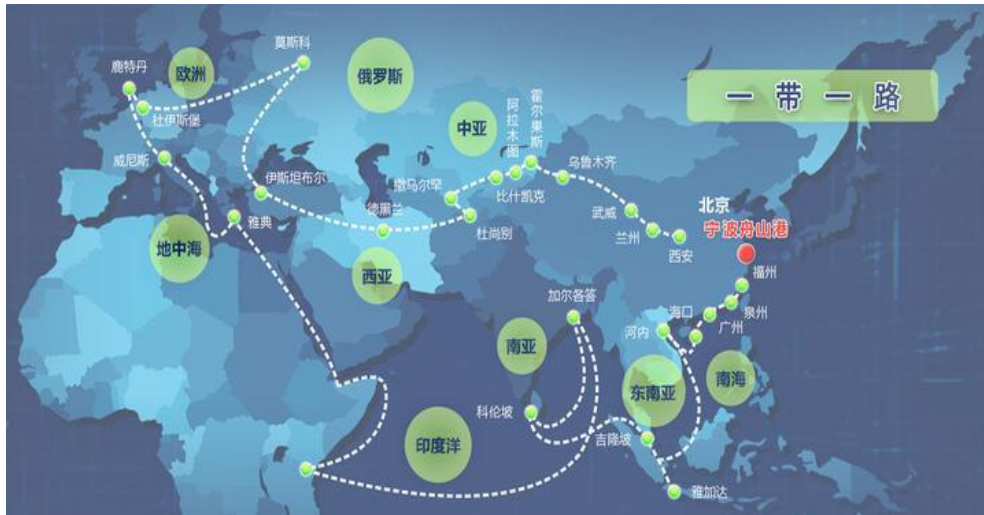 一带一路
莫斯科
鹿特丹
欧洲
俄罗斯
杜伊斯堡
中亚
阿拉木图
霍尔果斯
威尼斯
乌鲁木齐
伊斯坦布尔
撒马尔罕
比什凯克
德黑兰
武威
北京
雅典
杜尚别
兰州
宁波舟山港
地中海
西安
西亚
福州
加尔各答
海口
泉州
河内
广州
南亚
南海
东南亚
科伦坡
吉隆坡
印度洋
雅加达